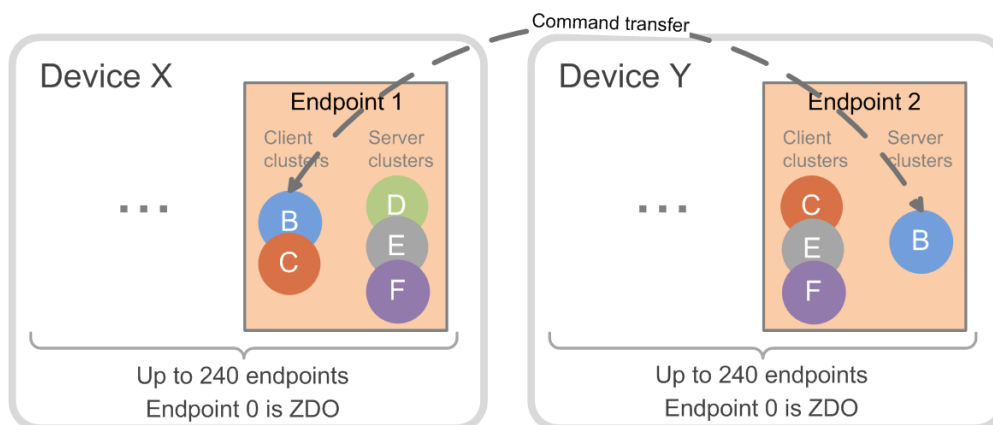 Command transfer
Device X
Endpoint 1
Client
clusters
Server
clusters
...
B
C
D
E
F
Up to 240 endpoints
Endpoint 0 is ZDO
Device Y
Endpoint 2
Client
clusters
Server
clusters
...
C
E
F
B
Up to 240 endpoints
Endpoint 0 is ZDO